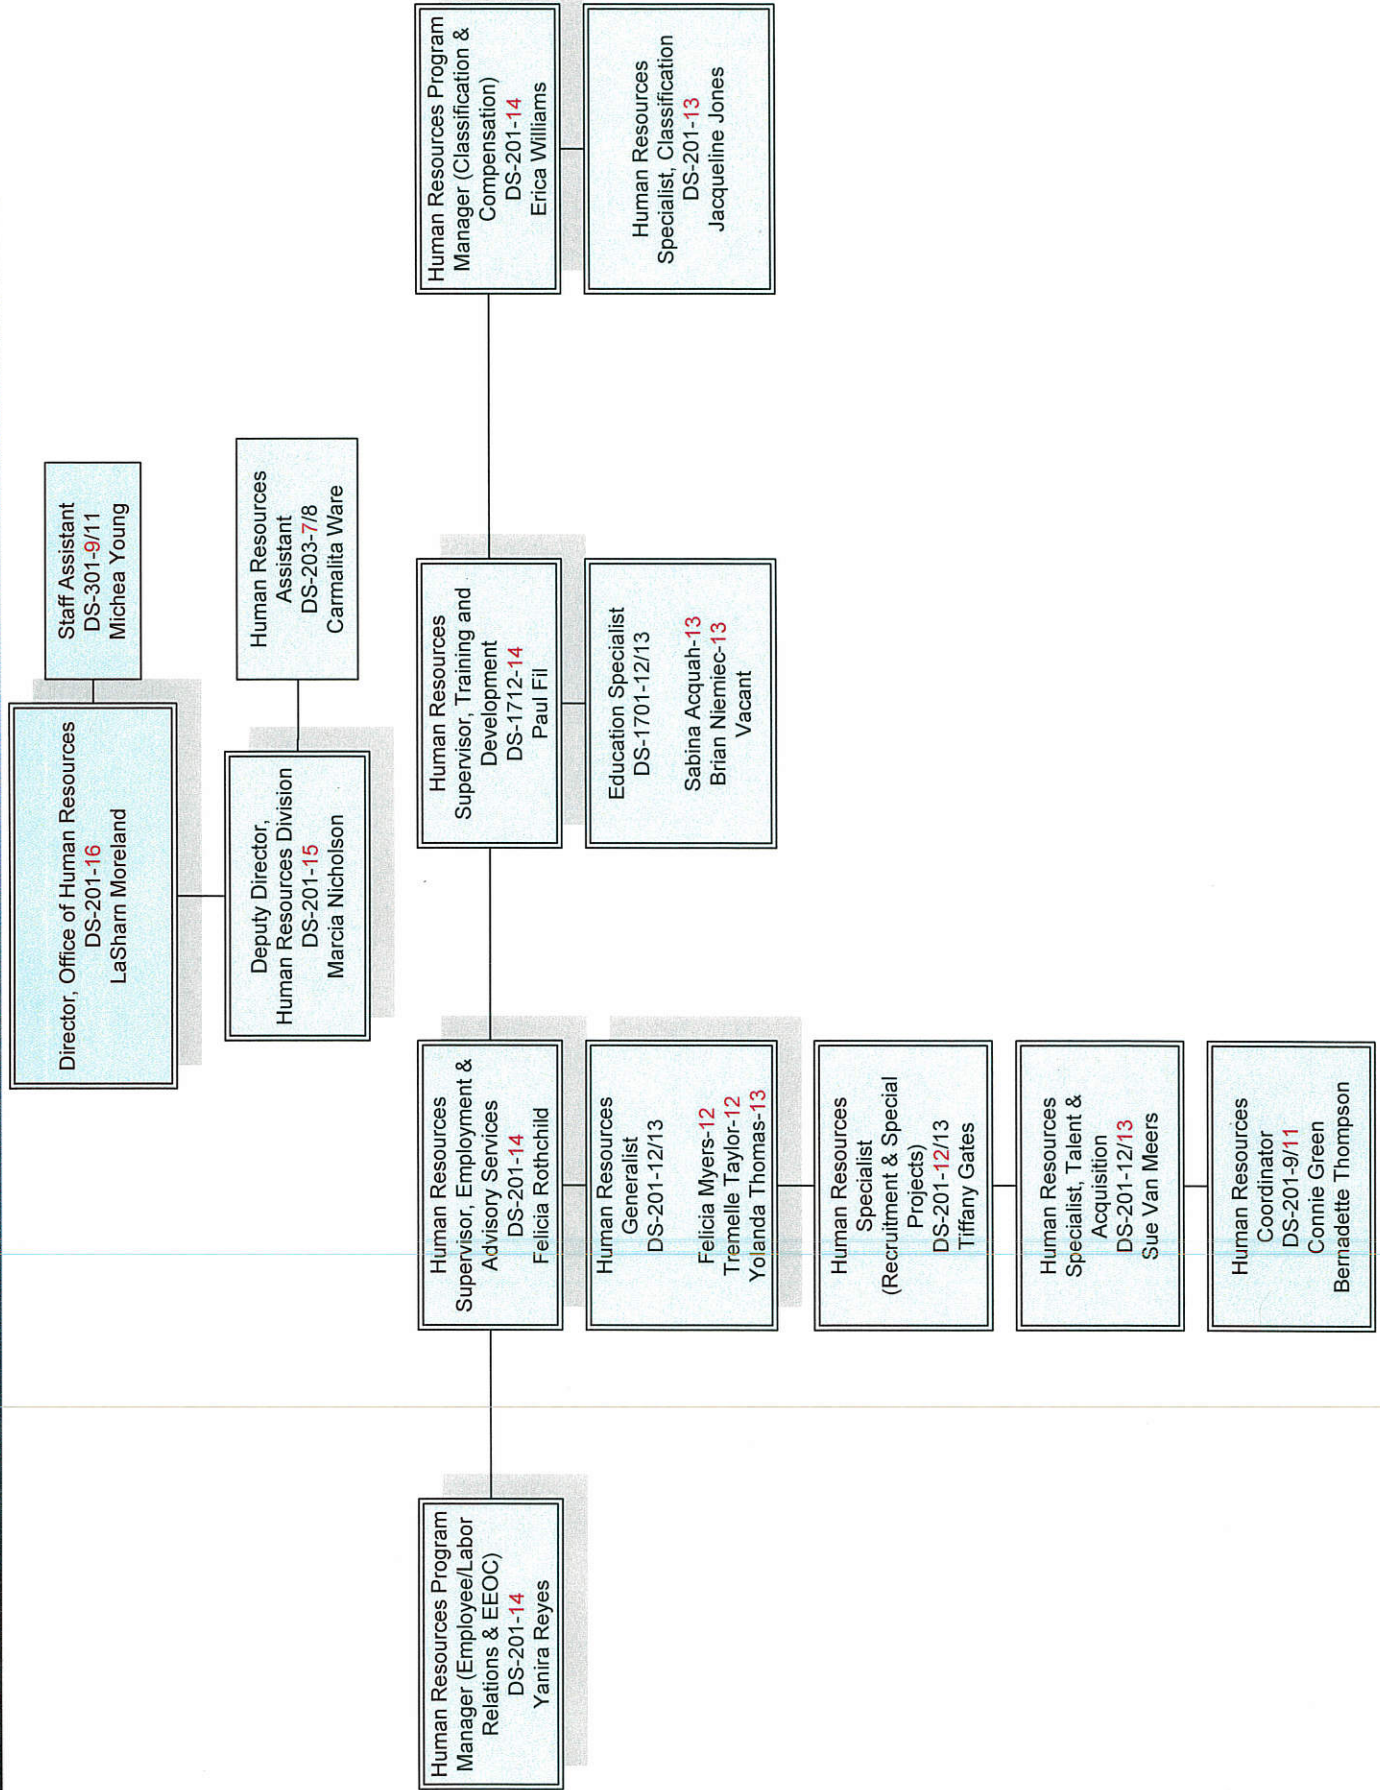 Director, Office of Human Resources
DS-201-16
LaSharn Moreland
Staff Assistant
DS-301-9/11
Michea Young
Deputy Director,
Human Resources Division
DS-201-15
Marcia Nicholson
Human Resources
Assistant
DS-203-7/8
Carmalita Ware
Human Resources Program
Manager (Employee/Labor
Relations & EEOC)
DS-201-14
Yanira Reyes
Human Resources
Supervisor, Employment &
Advisory Services
DS-201-14
Felicia Rothchild
Human Resources
Generalist
DS-201-12/13
Felicia Myers-12
Tremelle Taylor-12
Yolanda Thomas-13
Human Resources
Specialist
(Recruitment & Special
Projects)
DS-201-12/13
Tiffany Gates
Human Resources
Specialist, Talent &
Acquisition
DS-201-12/13
Sue Van Meers
Human Resources
Coordinator
DS-201-9/11
Connie Green
Bernadette Thompson
Human Resources
Supervisor, Training and
Development
DS-1712-14
Paul Fil
Education Specialist
DS-1701-12/13
Sabina Acquah-13
Brian Niemiec-13
Vacant
Human Resources Program
Manager (Classification &
Compensation)
DS-201-14
Erica Williams
Human Resources
Specialist, Classification
DS-201-13
Jacqueline Jones